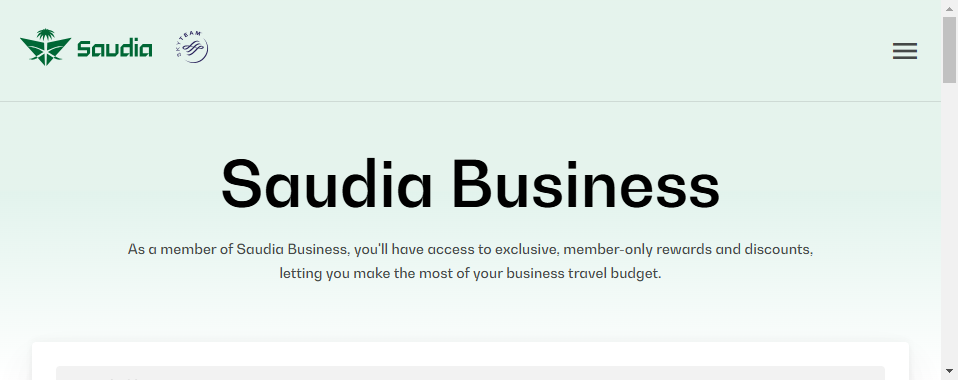 Saudia
SKYTEAM
Saudia Business
As a member of Saudia Business, you'll have access to exclusive, member-only rewards and discounts,
letting you make the most of your business travel budget.